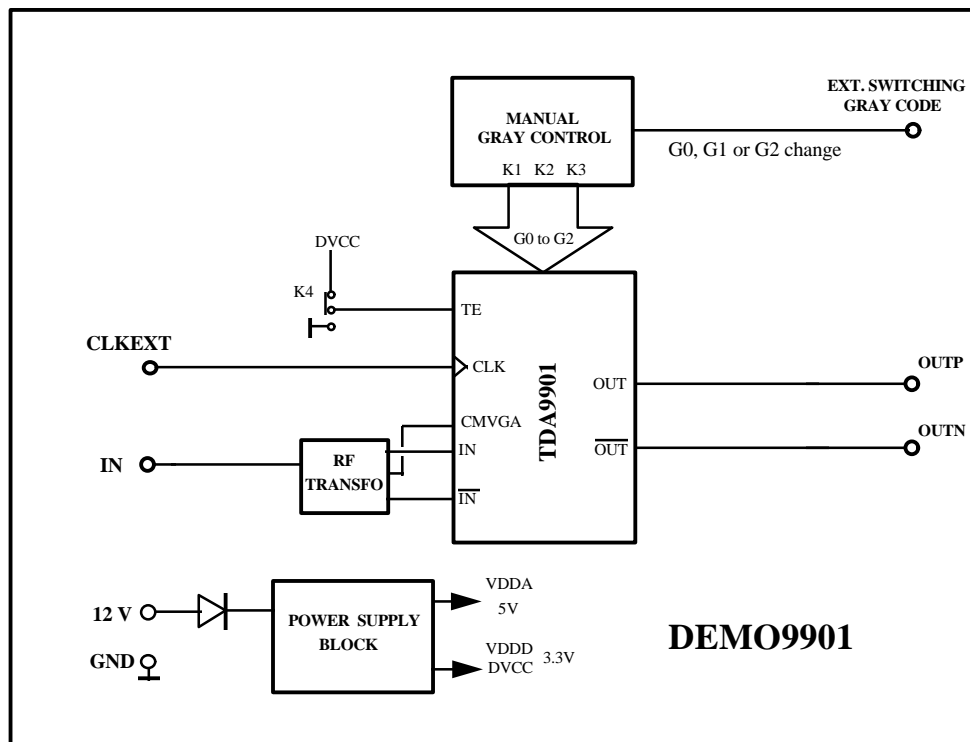 EXT. SWITCHING
GRAY CODE
MANUAL
GRAY CONTROL
K1 K2 K3
G0, G1 or G2 change
G0 to G2
DVCC
K4
TE
CLKEXT
CLK
TDA9901
OUT
OUTP
CMVGA
IN
RF
TRANSFO
IN
IN
OUT
OUTN
12 V
GND
POWER SUPPLY
BLOCK
VDDA
5V
VDDD
DVCC
3.3V
DEMO9901